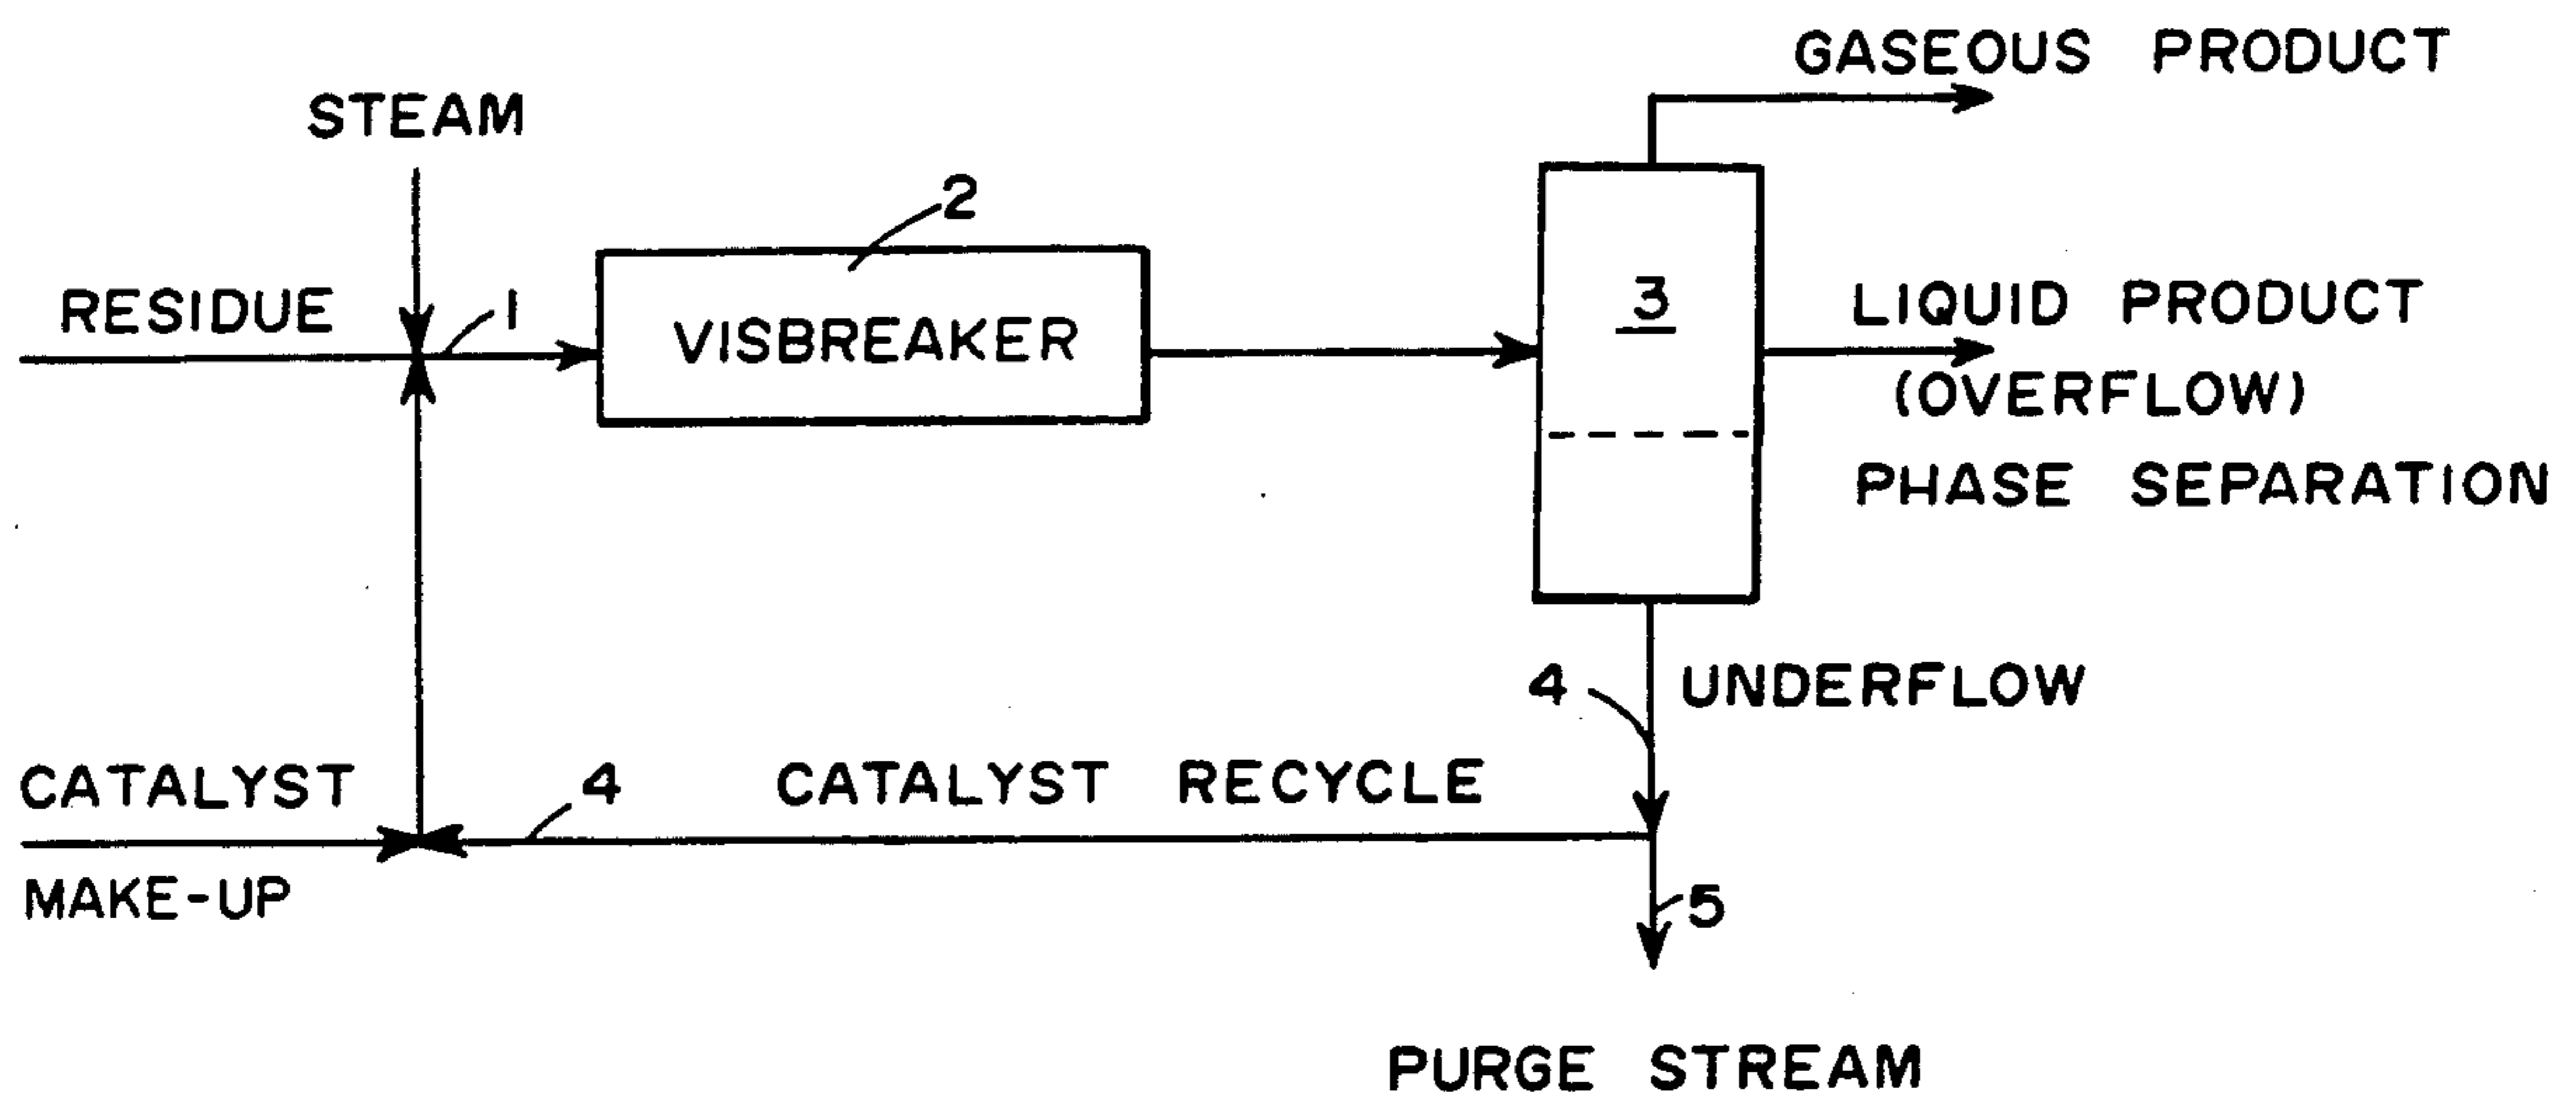 GASEOUS PRODUCT
STEAM
2
RESIDUE
1
VISBREAKER
3
LIQUID PRODUCT
(OVERFLOW)
PHASE SEPARATION
4
UNDERFLOW
CATALYST
4
CATALYST RECYCLE
MAKE-UP
5
PURGE STREAM